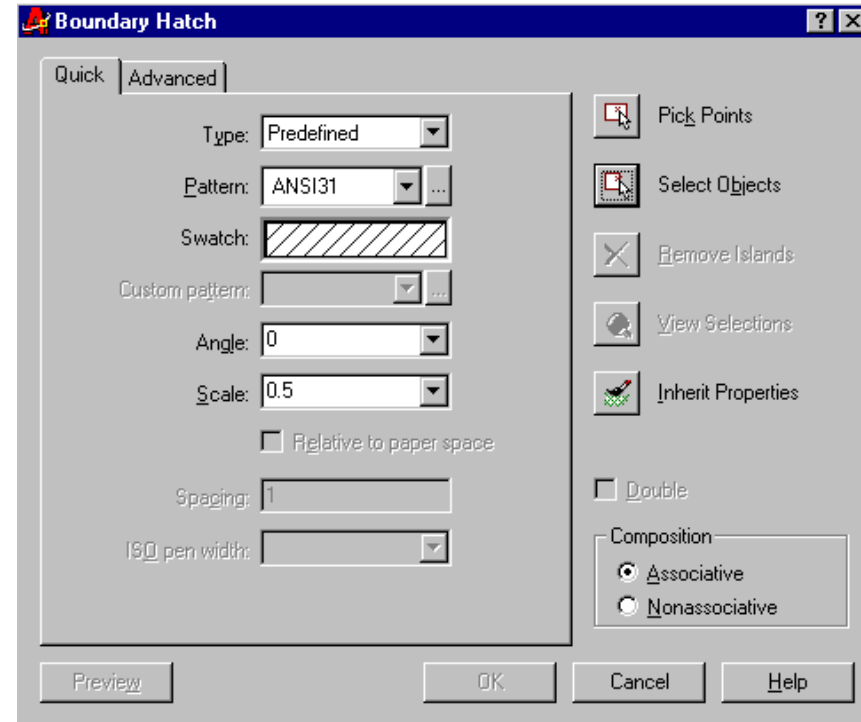 Boundary Hatch
Quick Advanced
Type: Predefined
Pattern: ANSI31 ...
Swatch:
Custom pattern: ...
Angle: 0
Scale: 0.5
Relative to paper space
Spacing: 1
ISO pen width:
Pick Points
Select Objects
Remove Islands
View Selections
Inherit Properties
Double
Composition
Associative
Nonassociative
Preview OK Cancel Help